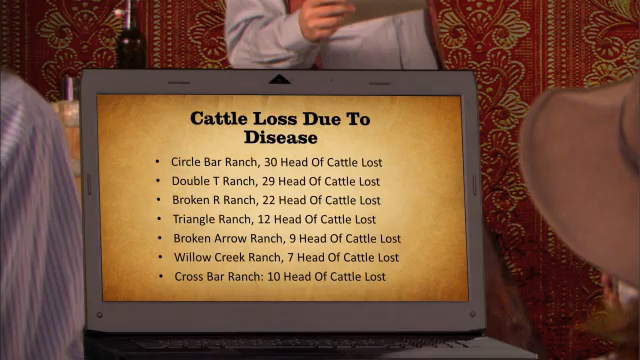 Cattle Loss Due To
Disease
• Circle Bar Ranch, 30 Head Of Cattle Lost
• Double T Ranch, 29 Head Of Cattle Lost
• Broken R Ranch, 22 Head Of Cattle Lost
• Triangle Ranch, 12 Head Of Cattle Lost
• Broken Arrow Ranch, 9 Head Of Cattle Lost
• Willow Creek Ranch, 7 Head Of Cattle Lost
• Cross Bar Ranch: 10 Head Of Cattle Lost